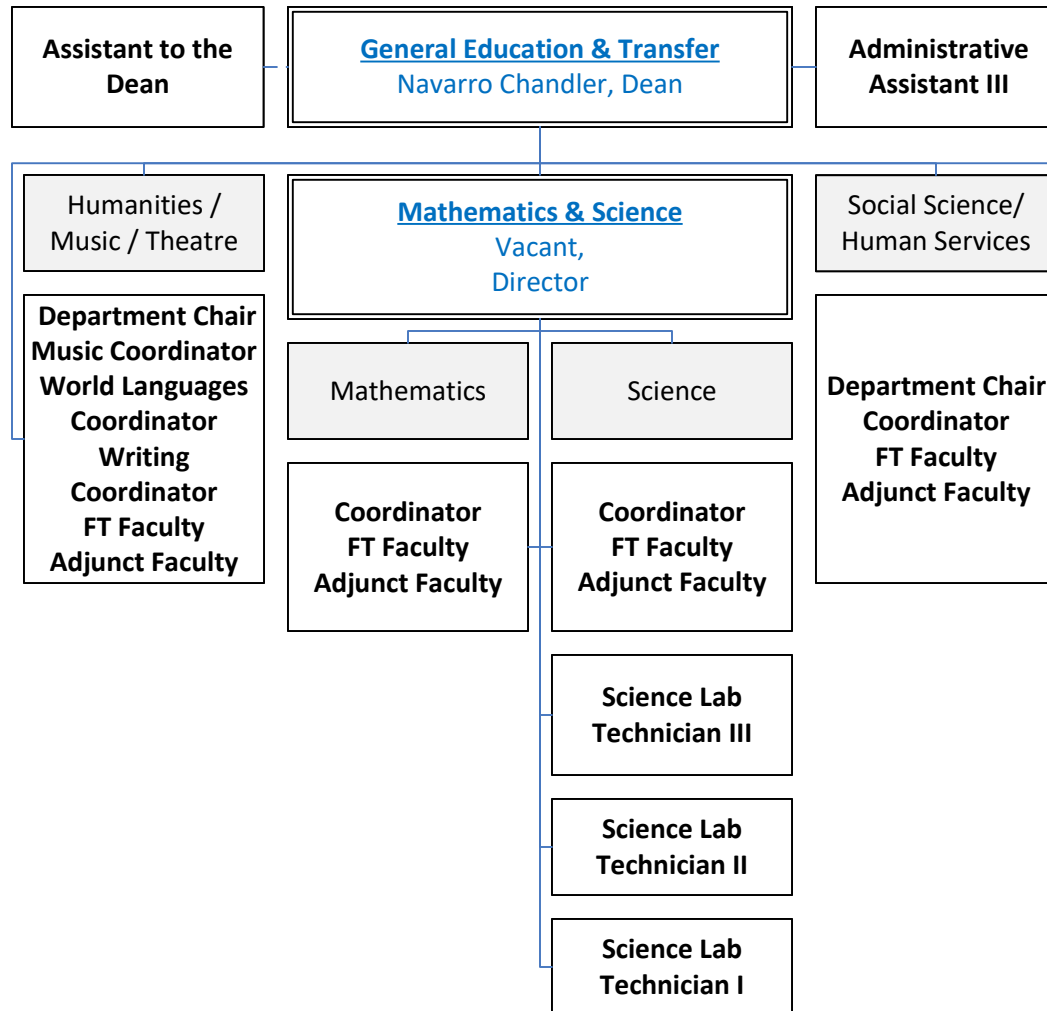 Assistant to the
Dean
General Education & Transfer
Navarro Chandler, Dean
Administrative
Assistant III
Humanities /
Music / Theatre
Mathematics & Science
Vacant,
Director
Social Science/
Human Services
Department Chair
Music Coordinator
World Languages
Coordinator
Writing
Coordinator
FT Faculty
Adjunct Faculty
Mathematics
Science
Department Chair
Coordinator
FT Faculty
Adjunct Faculty
Coordinator
FT Faculty
Adjunct Faculty
Coordinator
FT Faculty
Adjunct Faculty
Science Lab
Technician III
Science Lab
Technician II
Science Lab
Technician I